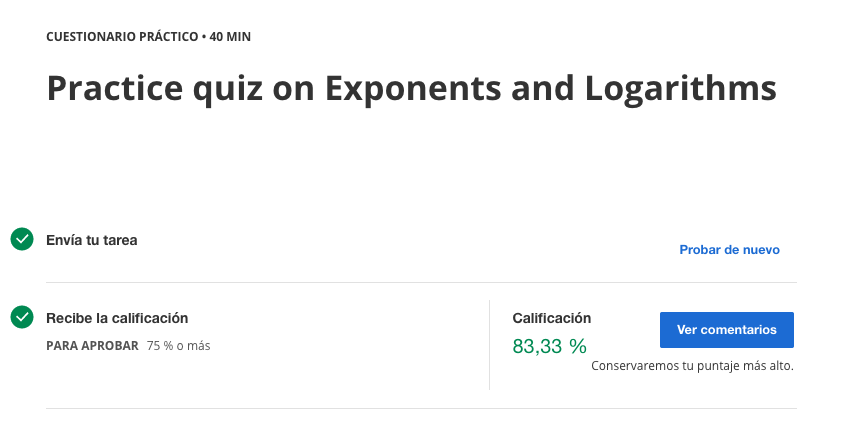 CUESTIONARIO PRÁCTICO • 40 MIN
Practice quiz on Exponents and Logarithms
Envía tu tarea
Probar de nuevo
Recibe la calificación
PARA APROBAR 75 % o más
Calificación
83,33 %
Ver comentarios
Conservaremos tu puntaje más alto.